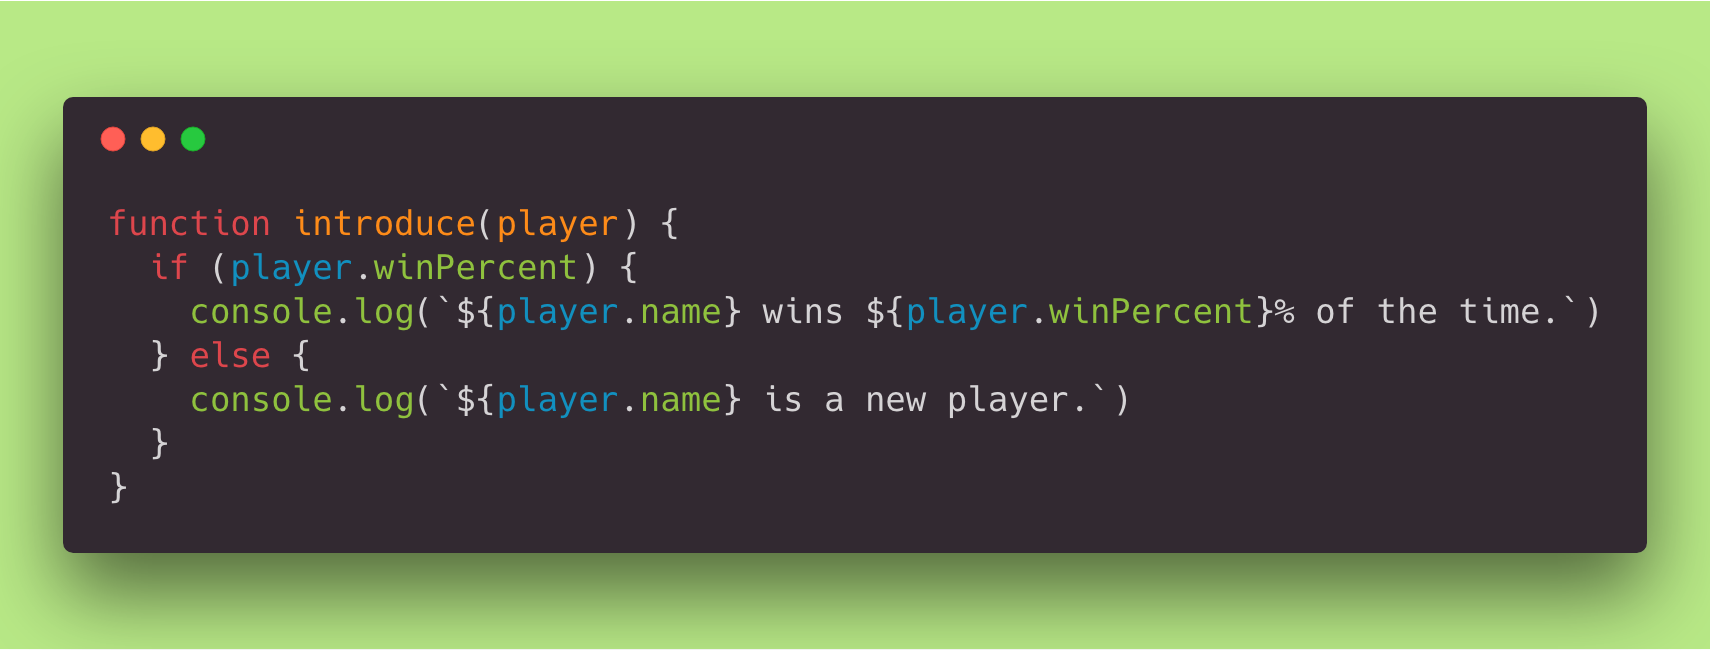 function introduce(player) {
  if (player.winPercent) {
    console.log(`${player.name} wins ${player.winPercent}% of the time.`)
  } else {
    console.log(`${player.name} is a new player.`)
  }
}